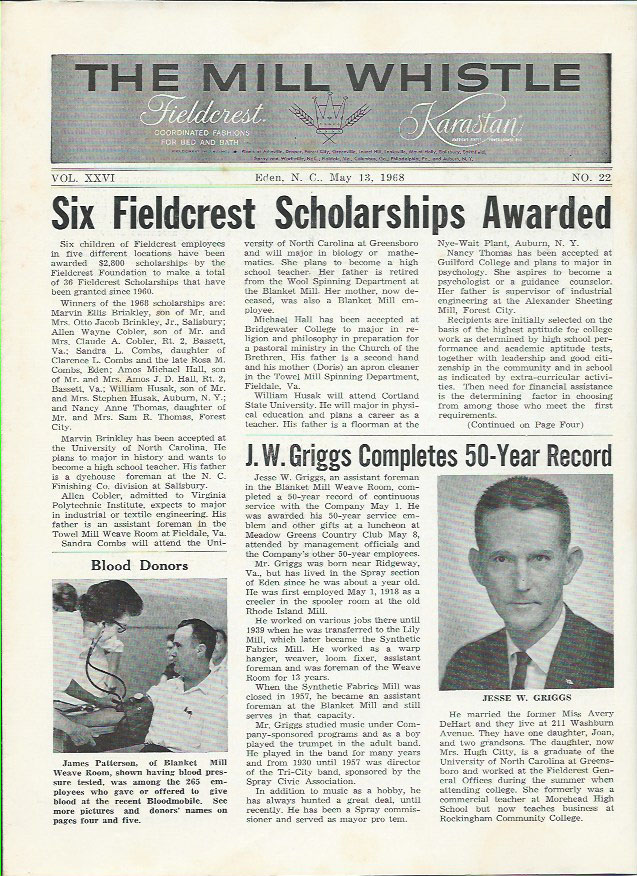 THE MILL WHISTLE
Fieldcrest.
COORDINATED FASHIONS
FOR BED AND BATH
Karastan
VOL. XXVI
Eden, N. C., May 13, 1968
NO. 22
Six Fieldcrest Scholarships Awarded
Six children of Fieldcrest employees
in five different locations have been
awarded $2,800 scholarships by the
Fieldcrest Foundation to make a total
of 36 Fieldcrest Scholarships that have
been granted since 1960.
Winners of the 1968 scholarships are:
Marvin Ellis Brinkley, son of Mr. and
Mrs. Otto Jacob Brinkley, Jr., Salisbury;
Allen Wayne Cobler, son of Mr. and
Mrs. Claude A. Cobler, Rt. 2, Bassett,
Va.; Sandra L. Combs, daughter of
Clarence L. Combs and the late Rosa M.
Combs, Eden; Amos Michael Hall, son
of Mr. and Mrs. Amos J. D. Hall, Rt. 2,
Bassett, Va.; William Husak, son of Mr.
and Mrs. Stephen Husak, Auburn, N. Y.;
and Nancy Anne Thomas, daughter of
Mr. and Mrs. Sam R. Thomas, Forest
City.
Marvin Brinkley has been accepted at
the University of North Carolina. He
plans to major in history and wants to
become a high school teacher. His father
is a dyehouse foreman at the N. C.
Finishing Co. division at Salisbury.
Allen Cobler, admitted to Virginia
Polytechnic Institute, expects to major
in industrial or textile engineering. His
father is an assistant foreman in the
Towel Mill Weave Room at Fieldale, Va.
Sandra Combs will attend the Uni-
versity of North Carolina at Greensboro
and will major in biology or mathe-
matics. She plans to become a high
school teacher. Her father is retired
from the Wool Spinning Department at
the Blanket Mill. Her mother, now de-
ceased, was also a Blanket Mill em-
ployee.
Michael Hall has been accepted at
Bridgewater College to major in re-
ligion and philosophy in preparation for
a pastoral ministry in the Church of the
Brethren. His father is a second hand
and his mother (Doris) an apron cleaner
in the Towel Mill Spinning Department,
Fieldale, Va.
William Husak will attend Cortland
State University. He will major in physi-
cal education and plans a career as a
teacher. His father is a floorman at the
Nye-Wait Plant, Auburn, N. Y.
Nancy Thomas has been accepted at
Guilford College and plans to major in
psychology. She aspires to become a
psychologist or a guidance counselor.
Her father is supervisor of industrial
engineering at the Alexander Sheeting
Mill, Forest City.
Recipients are initially selected on the
basis of the highest aptitude for college
work as determined by high school per-
formance and academic aptitude tests,
together with leadership and good citi-
zenship in the community and in school
as indicated by extra-curricular activi-
ties. Then need for financial assistance
is the determining factor in choosing
from among those who meet the first
requirements.
(Continued on Page Four)
Blood Donors
James Patterson, of Blanket Mill
Weave Room, shown having blood pres-
sure tested, was among the 265 em-
ployees who gave or offered to give
blood at the recent Bloodmobile. See
more pictures and donors' names on
pages four and five.
J. W. Griggs Completes 50-Year Record
Jesse W. Griggs, an assistant foreman
in the Blanket Mill Weave Room, com-
pleted a 50-year record of continuous
service with the Company May 1. He
was awarded his 50-year service em-
blem and other gifts at a luncheon at
Meadow Greens Country Club May 8,
attended by management officials and
the Company's other 50-year employees.
Mr. Griggs was born near Ridgeway,
Va., but has lived in the Spray section
of Eden since he was about a year old.
He was first employed May 1, 1918 as a
creeler in the spooler room at the old
Rhode Island Mill.
He worked on various jobs there until
1939 when he was transferred to the Lily
Mill, which later became the Synthetic
Fabrics Mill. He worked as a warp
hanger, weaver, loom fixer, assistant
foreman and was foreman of the Weave
Room for 13 years.
When the Synthetic Fabrics Mill was
closed in 1957, he became an assistant
foreman at the Blanket Mill and still
serves in that capacity.
Mr. Griggs studied music under Com-
pany-sponsored programs and as a boy
played the trumpet in the adult band.
He played in the band for many years
and from 1930 until 1957 was director
of the Tri-City band, sponsored by the
Spray Civic Association.
In addition to music as a hobby, he
has always hunted a great deal, until
recently. He has been a Spray commis-
sioner and served as mayor pro tem.
JESSE W. GRIGGS
He married the former Miss Avery
DeHart and they live at 211 Washburn
Avenue. They have one daughter, Joan,
and two grandsons. The daughter, now
Mrs. Hugh City, is a graduate of the
University of North Carolina at Greens-
boro and worked at the Fieldcrest Gen-
eral Offices during the summer when
attending college. She formerly was a
commercial teacher at Morehead High
School but now teaches business at
Rockingham Community College.